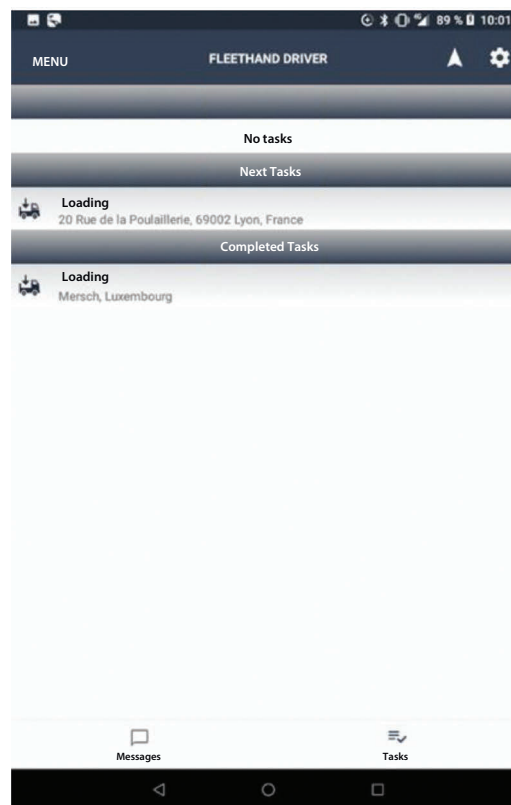 89 % 10:01
MENU FLEETHAND DRIVER
No tasks
Next Tasks
Loading
20 Rue de la Poulaillerie, 69002 Lyon, France
Completed Tasks
Loading
Mersch, Luxembourg
Messages Tasks